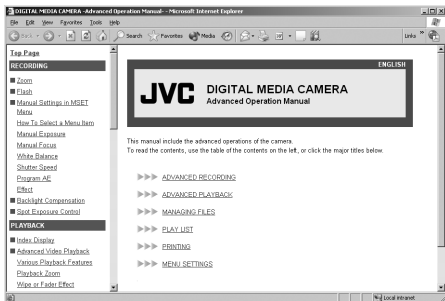 DIGITAL MEDIA CAMERA -Advanced Operation Manual- - Microsoft Internet Explorer
File Edit View Favorites Tools Help
Back Search Favorites Media Links
Top Page
RECORDING
Zoom
Flash
Manual Settings in MSET
Menu
How To Select a Menu Item
Manual Exposure
Manual Focus
White Balance
Shutter Speed
Program AE
Effect
Backlight Compensation
Spot Exposure Control
PLAYBACK
Index Display
Advanced Video Playback
Various Playback Features
Playback Zoom
Wipe or Fader Effect
ENGLISH
JVC DIGITAL MEDIA CAMERA
Advanced Operation Manual
This manual include the advanced operations of the camera.
To read the contents, use the table of the contents on the left, or click the major titles below.
ADVANCED RECORDING
ADVANCED PLAYBACK
MANAGING FILES
PLAY LIST
PRINTING
MENU SETTINGS
Local intranet